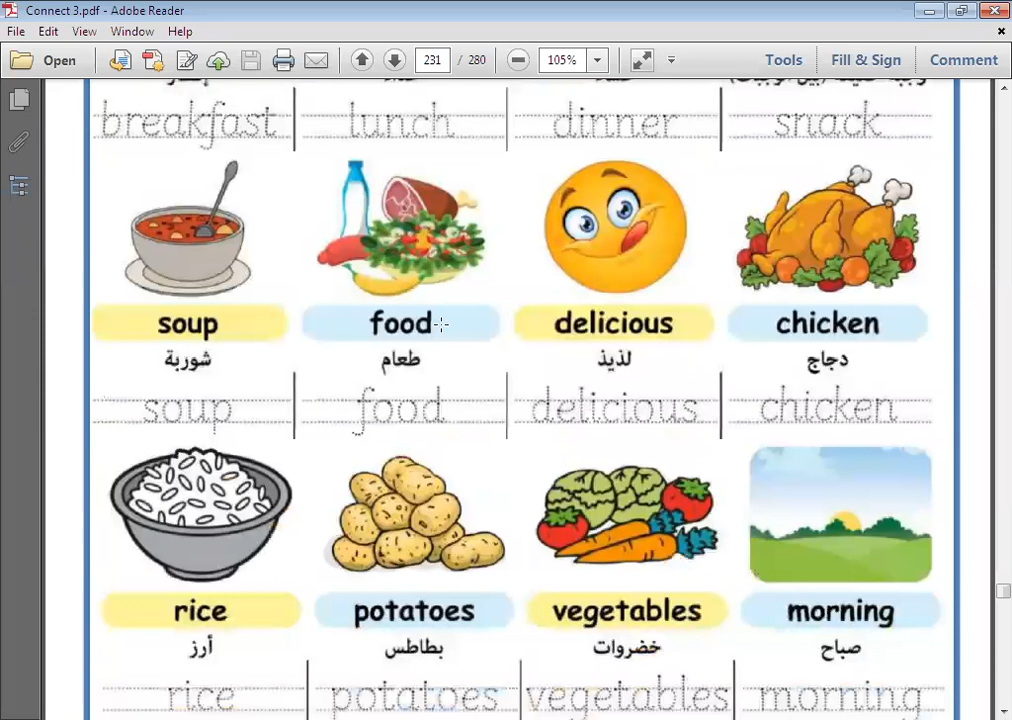 Connect 3.pdf - Adobe Reader
File Edit View Window Help
Open 231 / 280 105% Tools Fill & Sign Comment
breakfast lunch dinner snack
soup food delicious chicken
شوربة طعام لذيذ دجاج
soup food delicious chicken
rice potatoes vegetables morning
أرز بطاطس خضروات صباح
rice potatoes vegetables morning